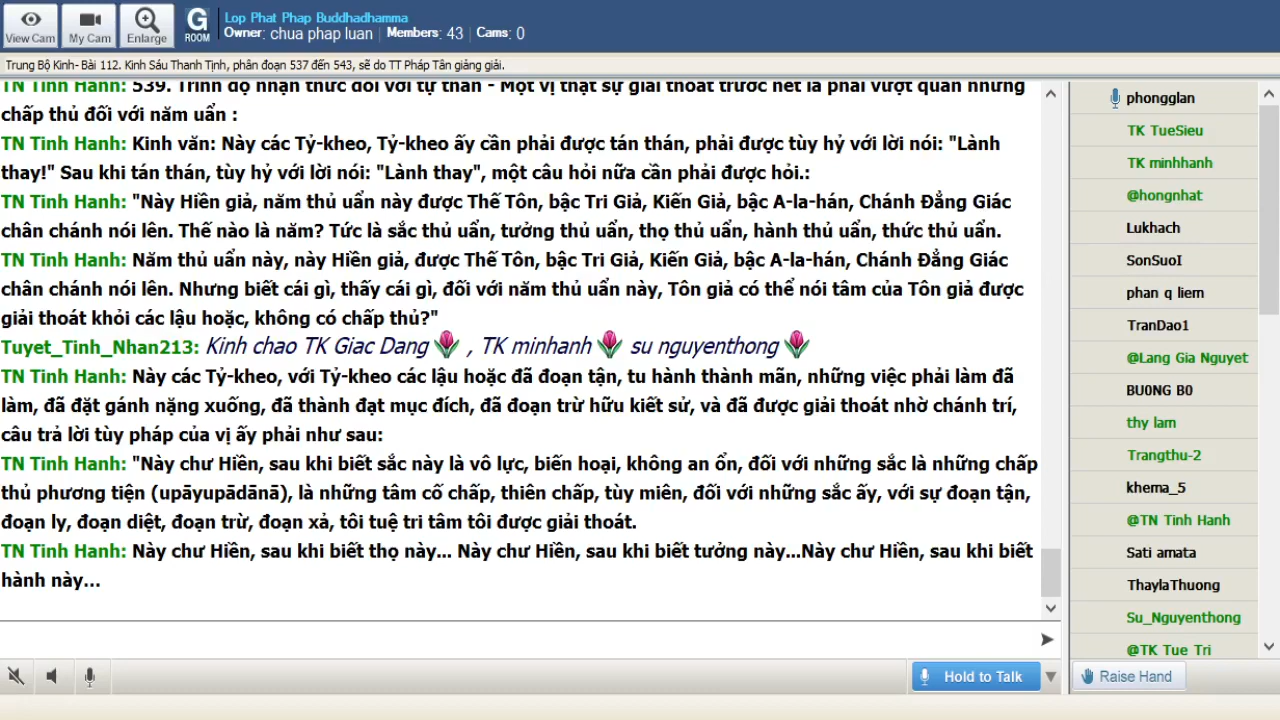 View Cam
My Cam
Enlarge
G
ROOM
Lop Phat Phap Buddhadhamma
Owner: chua phap luan | Members: 43 | Cams: 0
Trung Bộ Kinh- Bài 112. Kinh Sáu Thanh Tịnh, phân đoạn 537 đến 543, sẽ do TT Pháp Tân giảng giải.
TN Tinh Hanh: 539. Trình độ nhận thức đối với tự thân - Một vị thật sự giải thoát trước hết là phải vượt quan những
chấp thủ đối với năm uẩn :
TN Tinh Hanh: Kinh văn: Này các Tỷ-kheo, Tỷ-kheo ấy cần phải được tán thán, phải được tùy hỷ với lời nói: "Lành
thay!" Sau khi tán thán, tùy hỷ với lời nói: "Lành thay", một câu hỏi nữa cần phải được hỏi.:
TN Tinh Hanh: "Này Hiền giả, năm thủ uẩn này được Thế Tôn, bậc Tri Giả, Kiến Giả, bậc A-la-hán, Chánh Đẳng Giác
chân chánh nói lên. Thế nào là năm? Tức là sắc thủ uẩn, tưởng thủ uẩn, thọ thủ uẩn, hành thủ uẩn, thức thủ uẩn.
TN Tinh Hanh: Năm thủ uẩn này, này Hiền giả, được Thế Tôn, bậc Tri Giả, Kiến Giả, bậc A-la-hán, Chánh Đẳng Giác
chân chánh nói lên. Nhưng biết cái gì, thấy cái gì, đối với năm thủ uẩn này, Tôn giả có thể nói tâm của Tôn giả được
giải thoát khỏi các lậu hoặc, không có chấp thủ?"
Tuyet_Tinh_Nhan213: Kinh chao TK Giac Dang , TK minhanh su nguyenthong
TN Tinh Hanh: Này các Tỷ-kheo, với Tỷ-kheo các lậu hoặc đã đoạn tận, tu hành thành mãn, những việc phải làm đã
làm, đã đặt gánh nặng xuống, đã thành đạt mục đích, đã đoạn trừ hữu kiết sử, và đã được giải thoát nhờ chánh trí,
câu trả lời tùy pháp của vị ấy phải như sau:
TN Tinh Hanh: "Này chư Hiền, sau khi biết sắc này là vô lực, biến hoại, không an ổn, đối với những sắc là những chấp
thủ phương tiện (upāyupādānā), là những tâm cố chấp, thiên chấp, tùy miên, đối với những sắc ấy, với sự đoạn tận,
đoạn ly, đoạn diệt, đoạn trừ, đoạn xả, tôi tuệ tri tâm tôi được giải thoát.
TN Tinh Hanh: Này chư Hiền, sau khi biết thọ này... Này chư Hiền, sau khi biết tưởng này...Này chư Hiền, sau khi biết
hành này...
Hold to Talk
phongglan
TK TueSieu
TK minhhanh
@hongnhat
Lukhach
SonSuoI
phan q liem
TranDao1
@Lang Gia Nguyet
BU0NG B0
thy lam
Trangthu-2
khema_5
@TN Tinh Hanh
Sati amata
ThaylaThuong
Su_Nguyenthong
@TK Tue Tri
Raise Hand